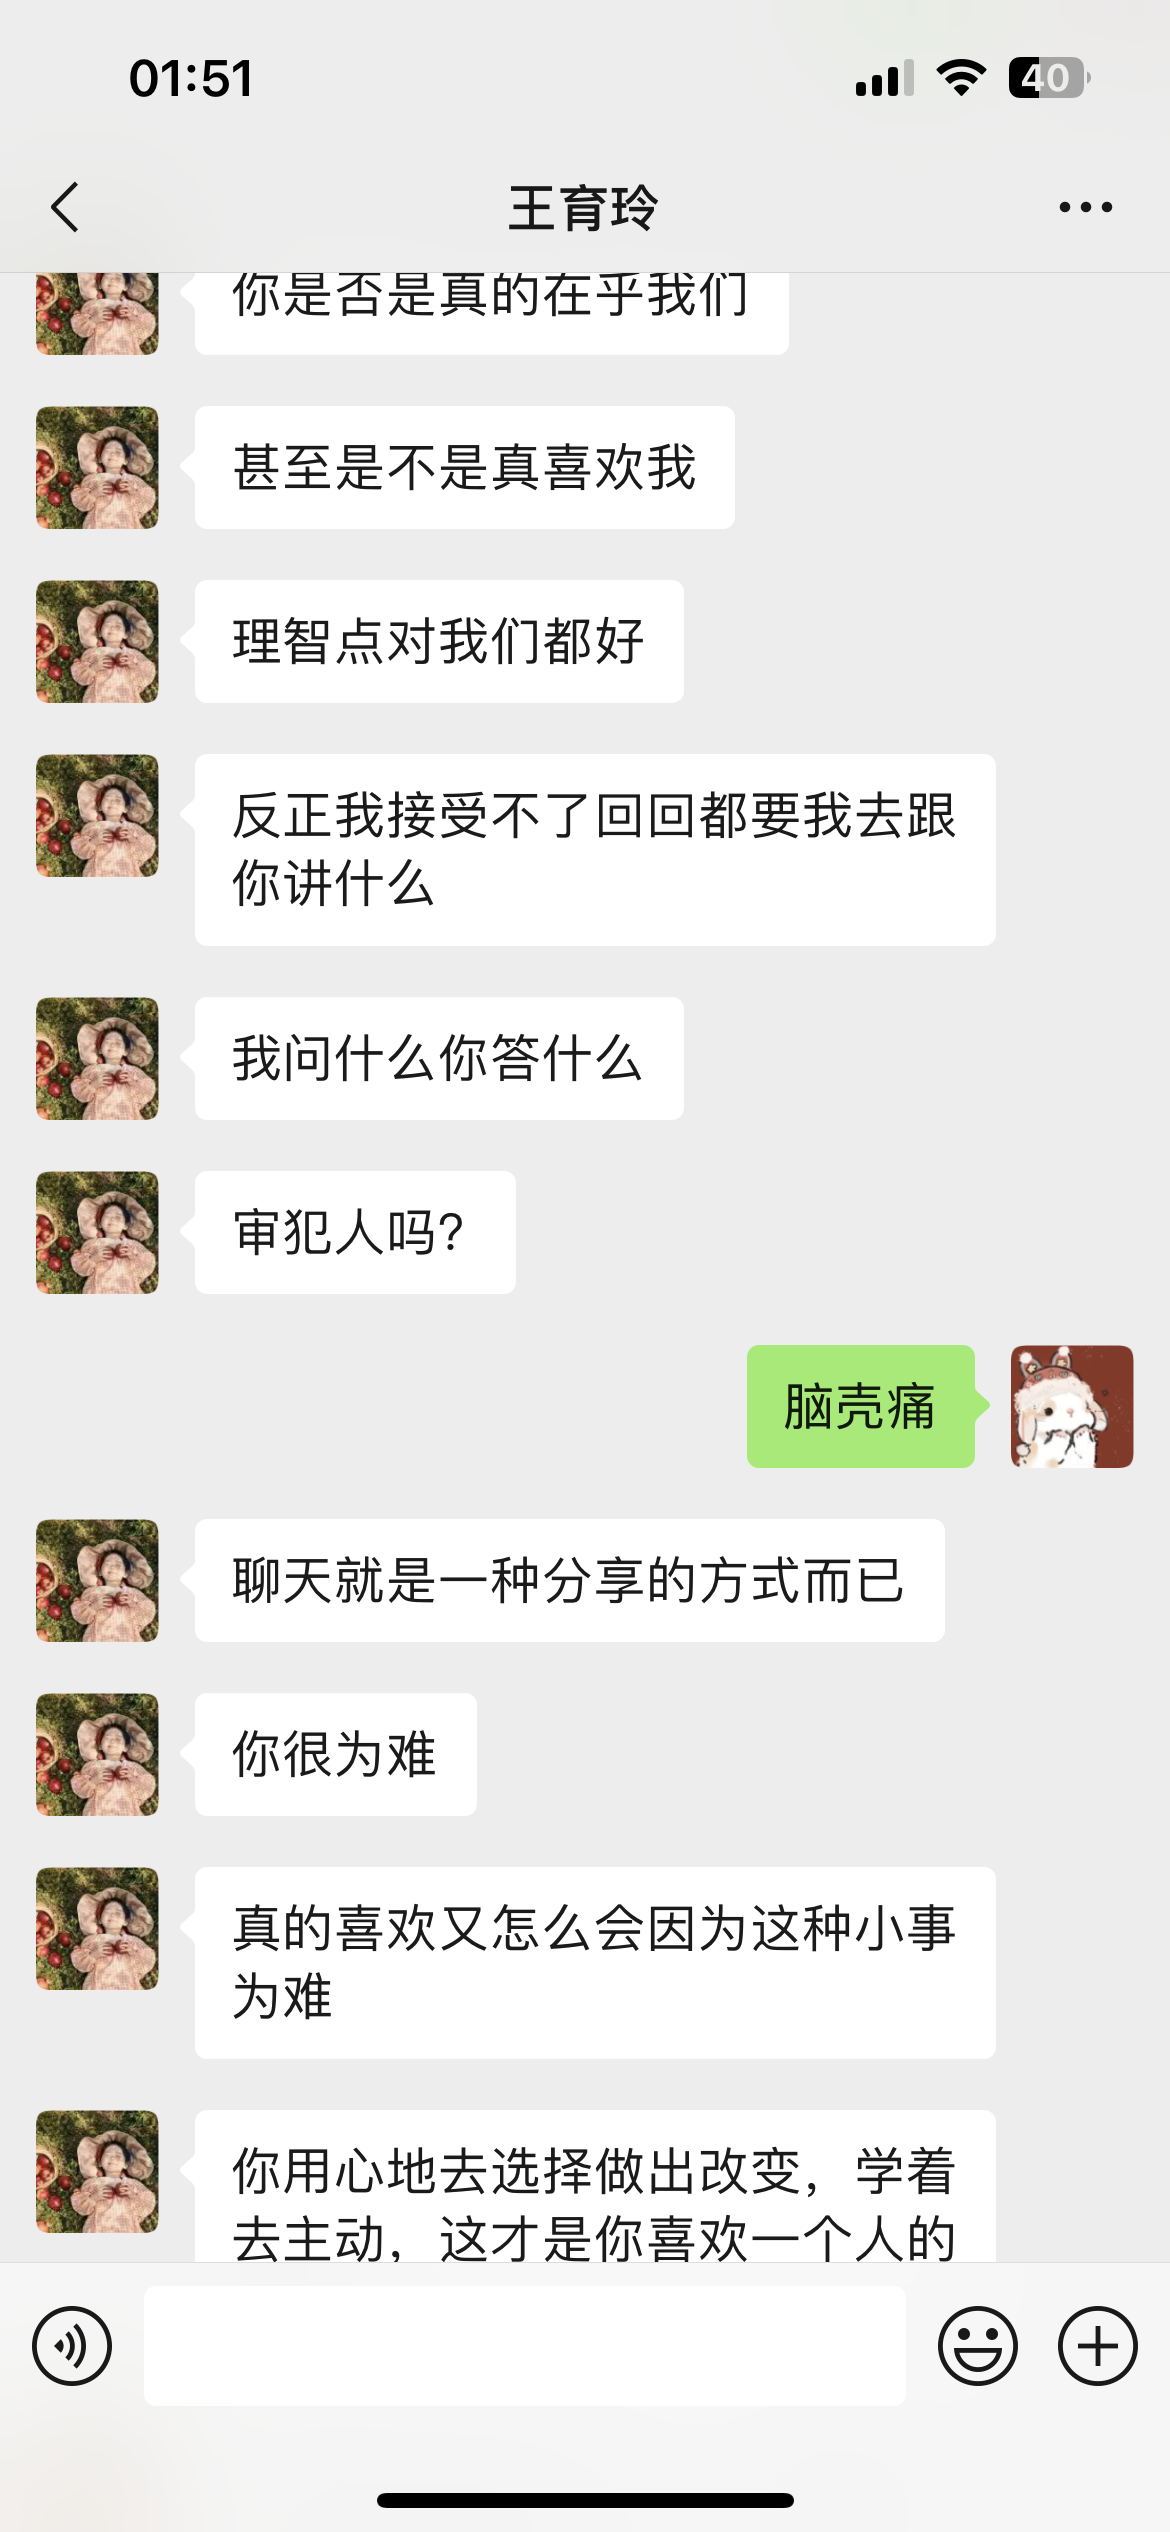 01:51
40
王育玲
你是否是真的在乎我们
甚至是不是真喜欢我
理智点对我们都好
反正我接受不了回回都要我去跟
你讲什么
我问什么你答什么
审犯人吗?
脑壳痛
聊天就是一种分享的方式而已
你很为难
真的喜欢又怎么会因为这种小事
为难
你用心地去选择做出改变，学着
去主动，这才是你喜欢一个人的